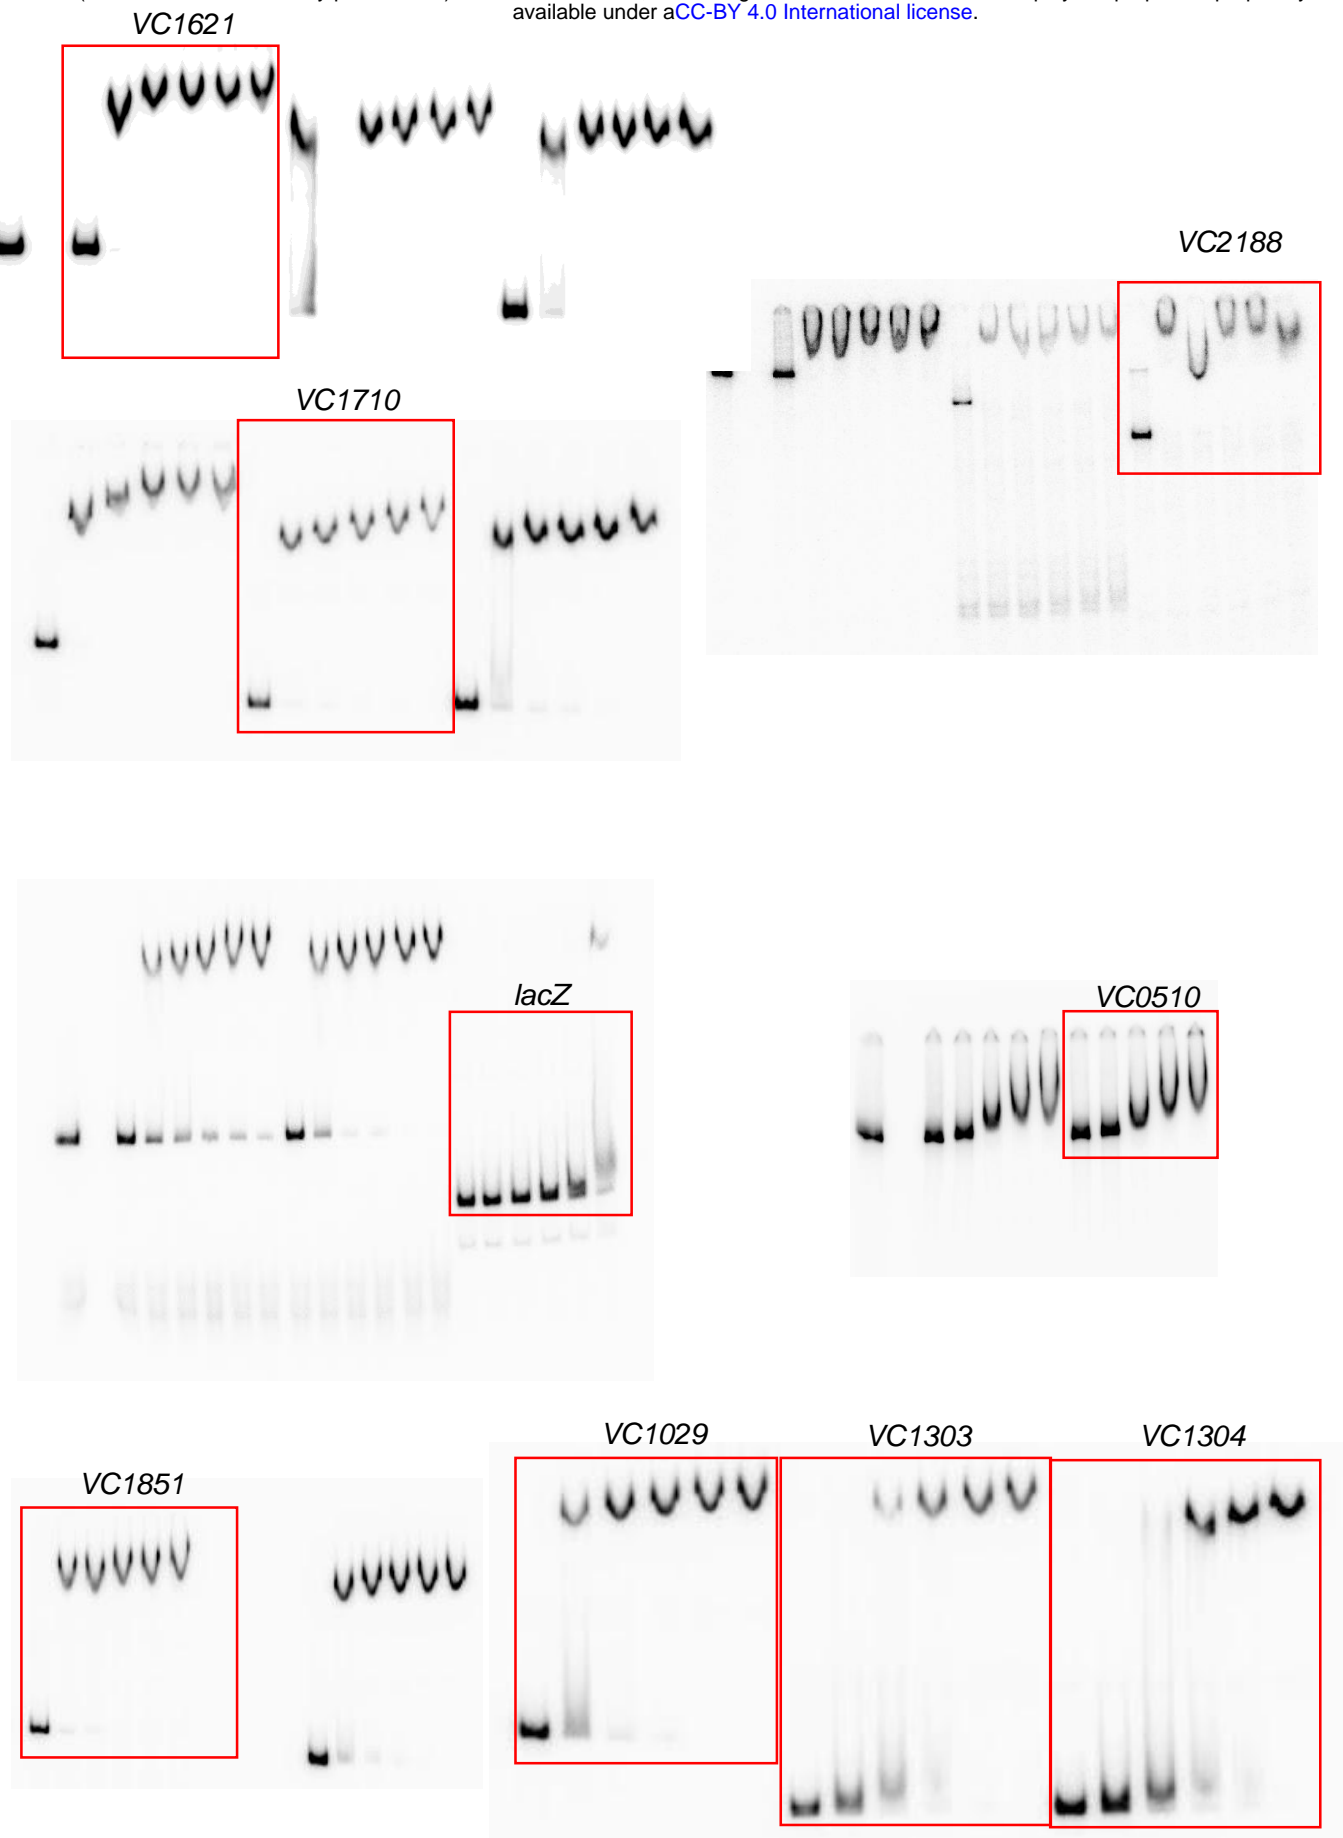 available under aCC-BY 4.0 International license.
VC1621
VC2188
VC1710
lacZ
VC0510
VC1029
VC1303
VC1304
VC1851